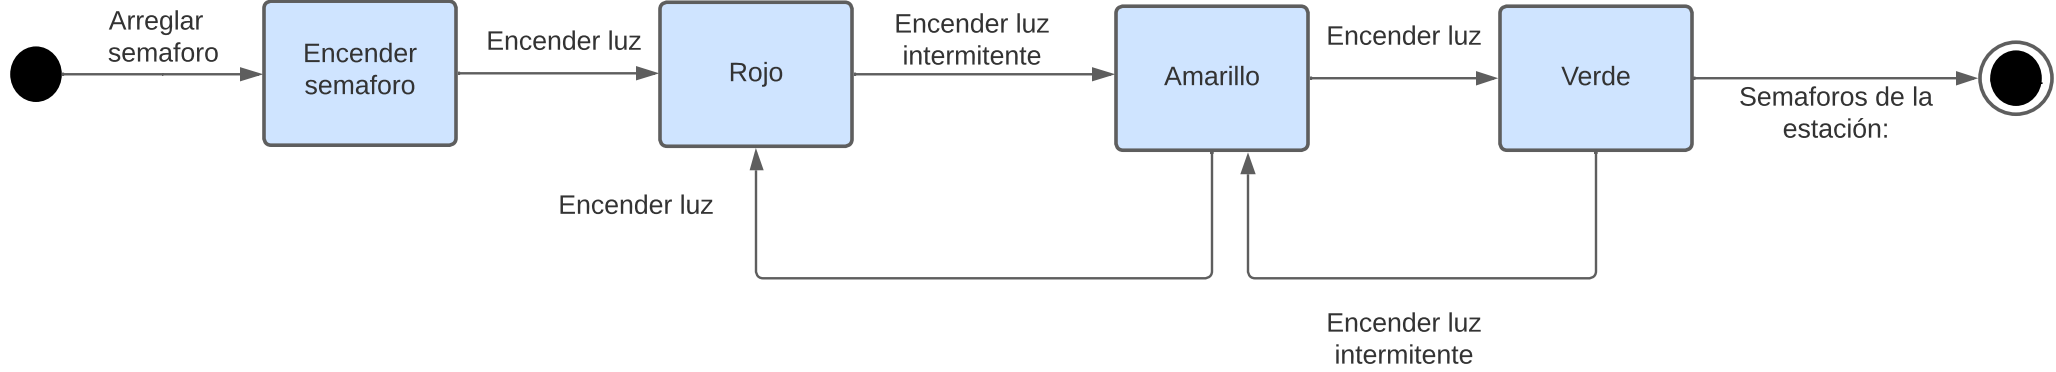 Arreglar
semaforo
Encender
semaforo
Encender luz
Rojo
Encender luz
intermitente
Amarillo
Encender luz
Verde
Semaforos de la
estación:
Encender luz
Encender luz
intermitente